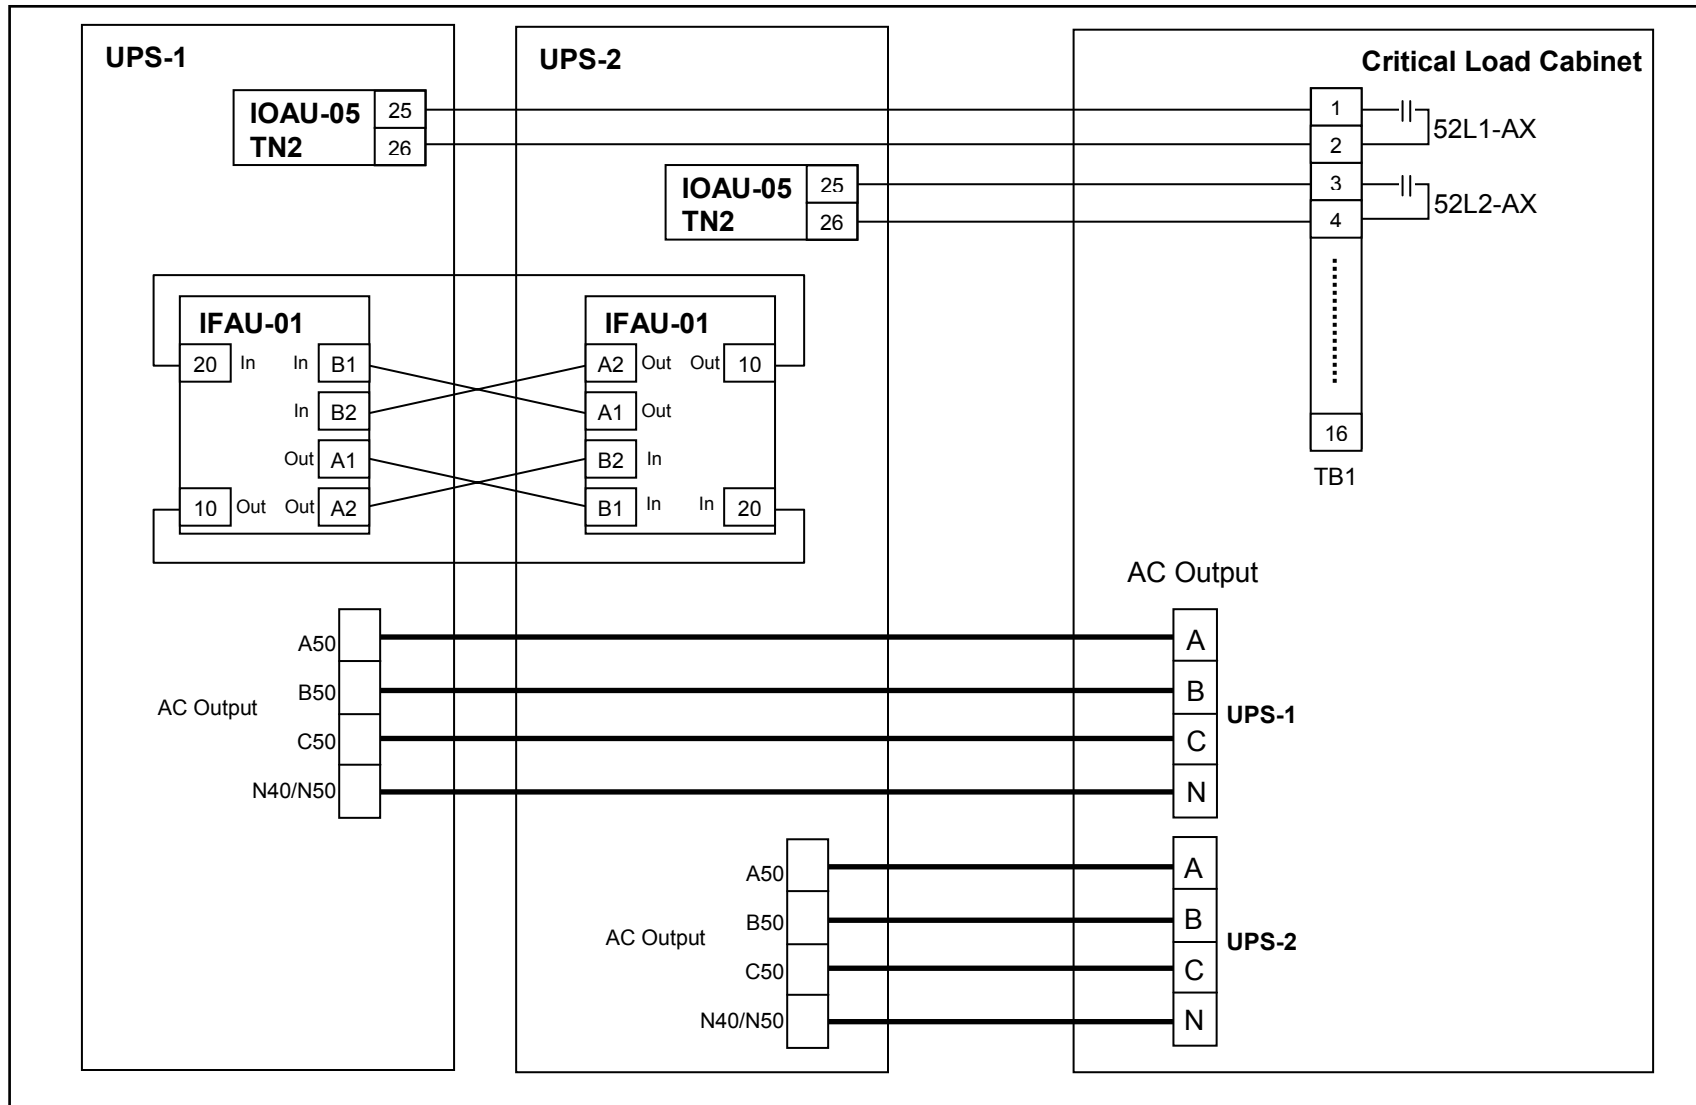 UPS-1
UPS-2
Critical Load Cabinet
IOAU-05
TN2
25
26
1
2
3
4
16
TB1
52L1-AX
52L2-AX
IOAU-05
TN2
25
26
IFAU-01
20 In In B1
In B2
Out A1
10 Out Out A2
IFAU-01
A2 Out Out 10
A1 Out
B2 In
B1 In In 20
AC Output
A50
B50
C50
N40/N50
AC Output
A
B
C
N
UPS-1
AC Output
A50
B50
C50
N40/N50
A
B
C
N
UPS-2